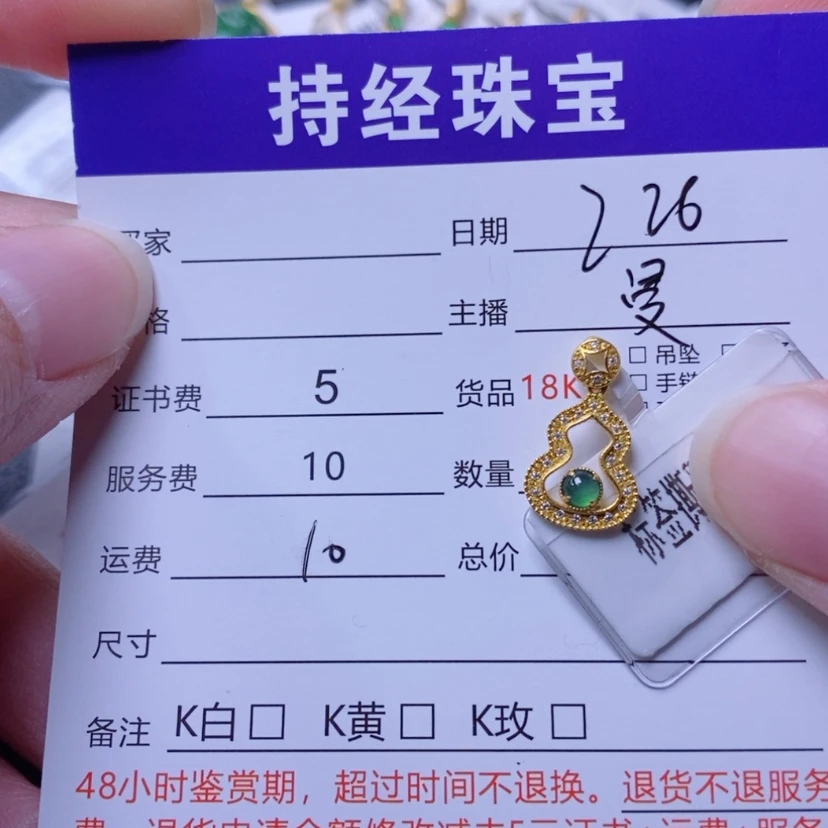 持经珠宝
家 日期 2 26
格 主播 曼
证书费 5 货品 18K □ 吊坠 □
□ 手链
服务费 10 数量
运费 10 总价
尺寸
备注 K白□ K黄□ K玫□
48小时鉴赏期，超过时间不退换。退货不退服务